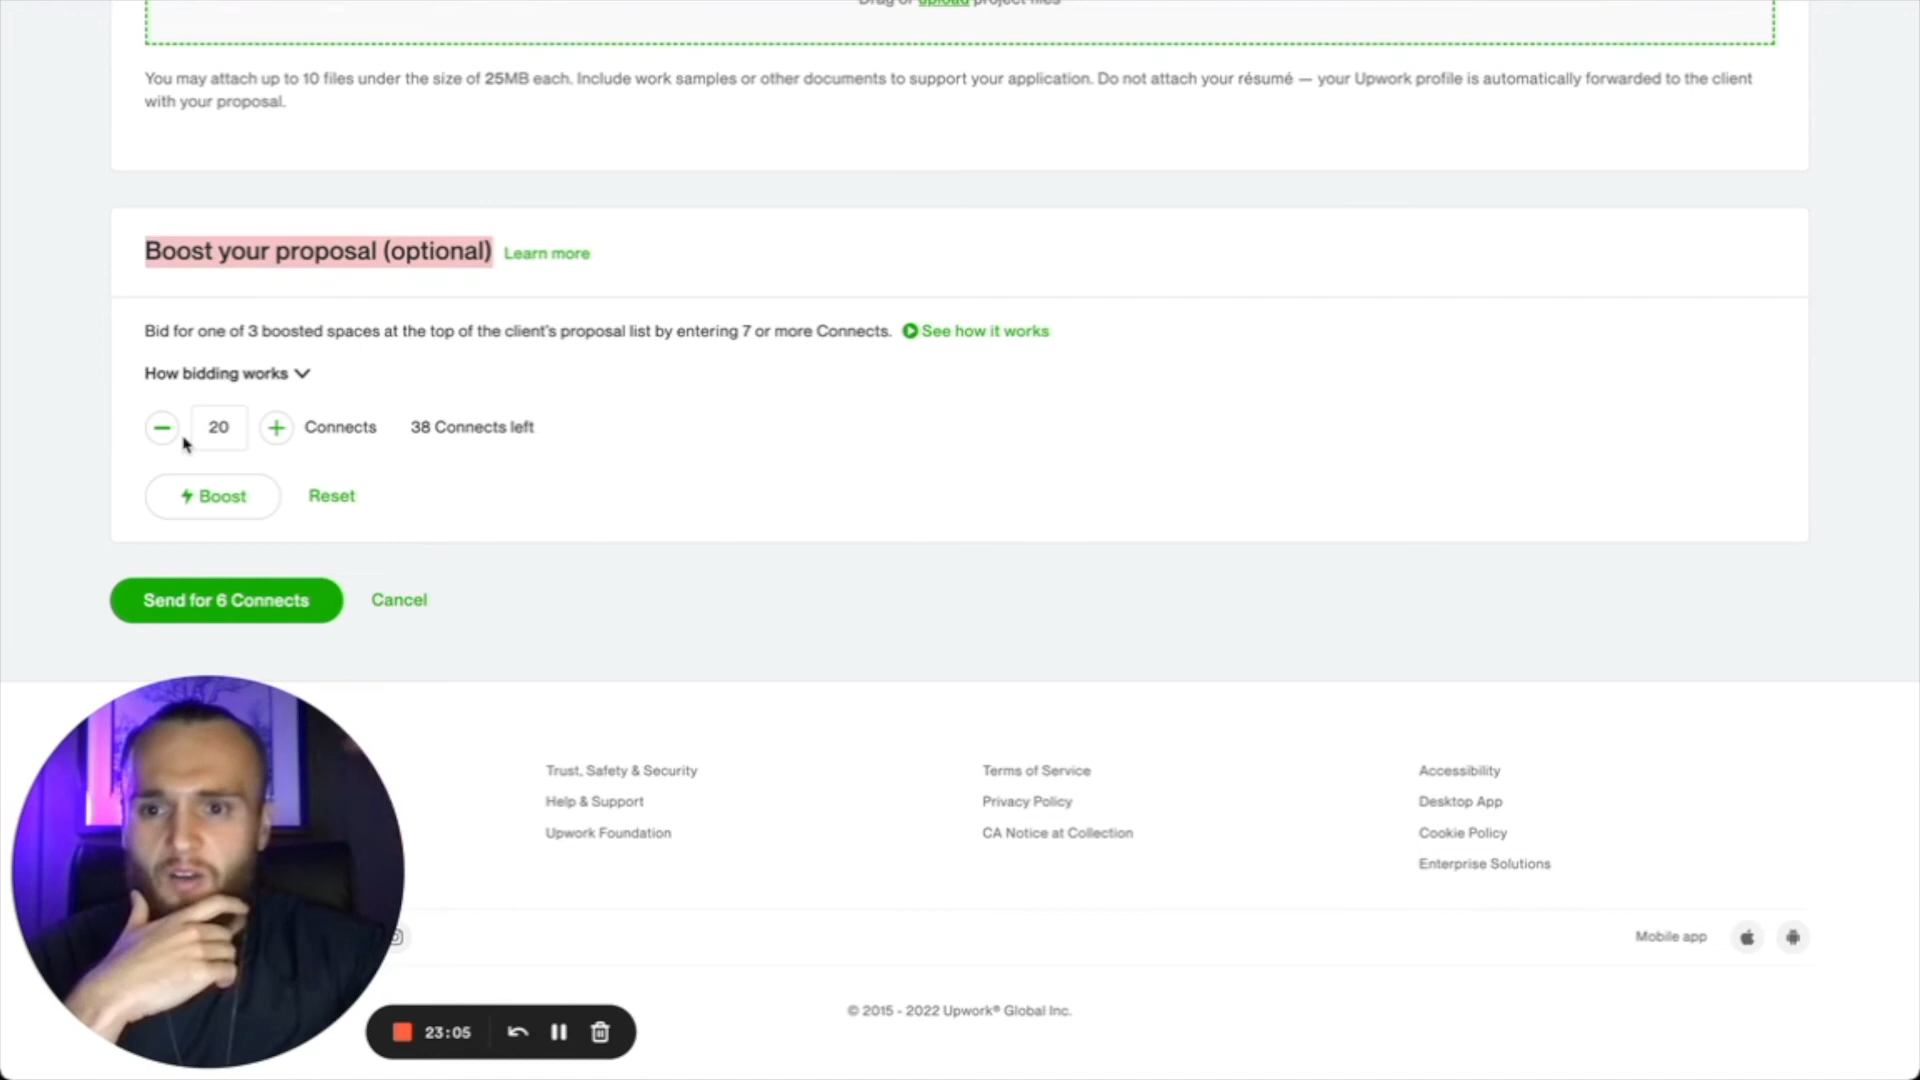 Drag or upload project files
You may attach up to 10 files under the size of 25MB each. Include work samples or other documents to support your application. Do not attach your résumé — your Upwork profile is automatically forwarded to the client
with your proposal.
Boost your proposal (optional) Learn more
Bid for one of 3 boosted spaces at the top of the client's proposal list by entering 7 or more Connects. See how it works
How bidding works
20 Connects 38 Connects left
Boost Reset
Send for 6 Connects Cancel
Trust, Safety & Security Terms of Service Accessibility
Help & Support Privacy Policy Desktop App
Upwork Foundation CA Notice at Collection Cookie Policy
Enterprise Solutions
Mobile app
© 2015 - 2022 Upwork® Global Inc.
23:05